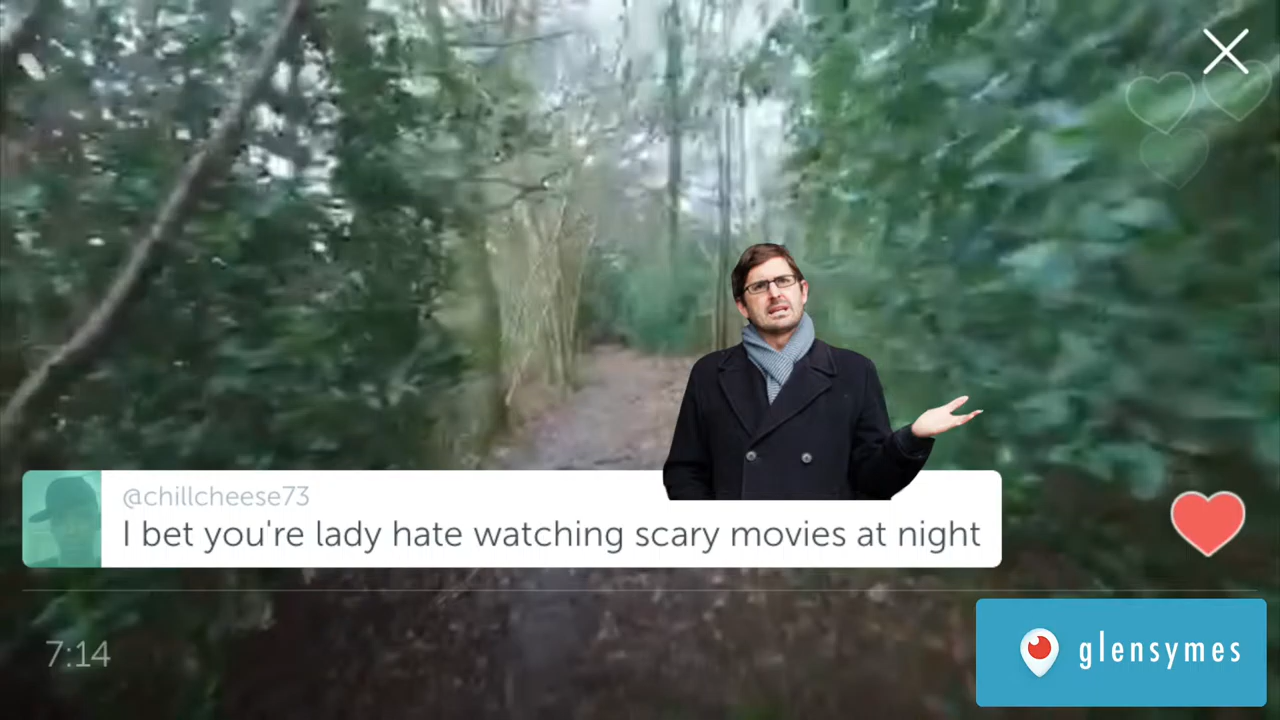 @chillcheese73
I bet you're lady hate watching scary movies at night
7:14
glensymes